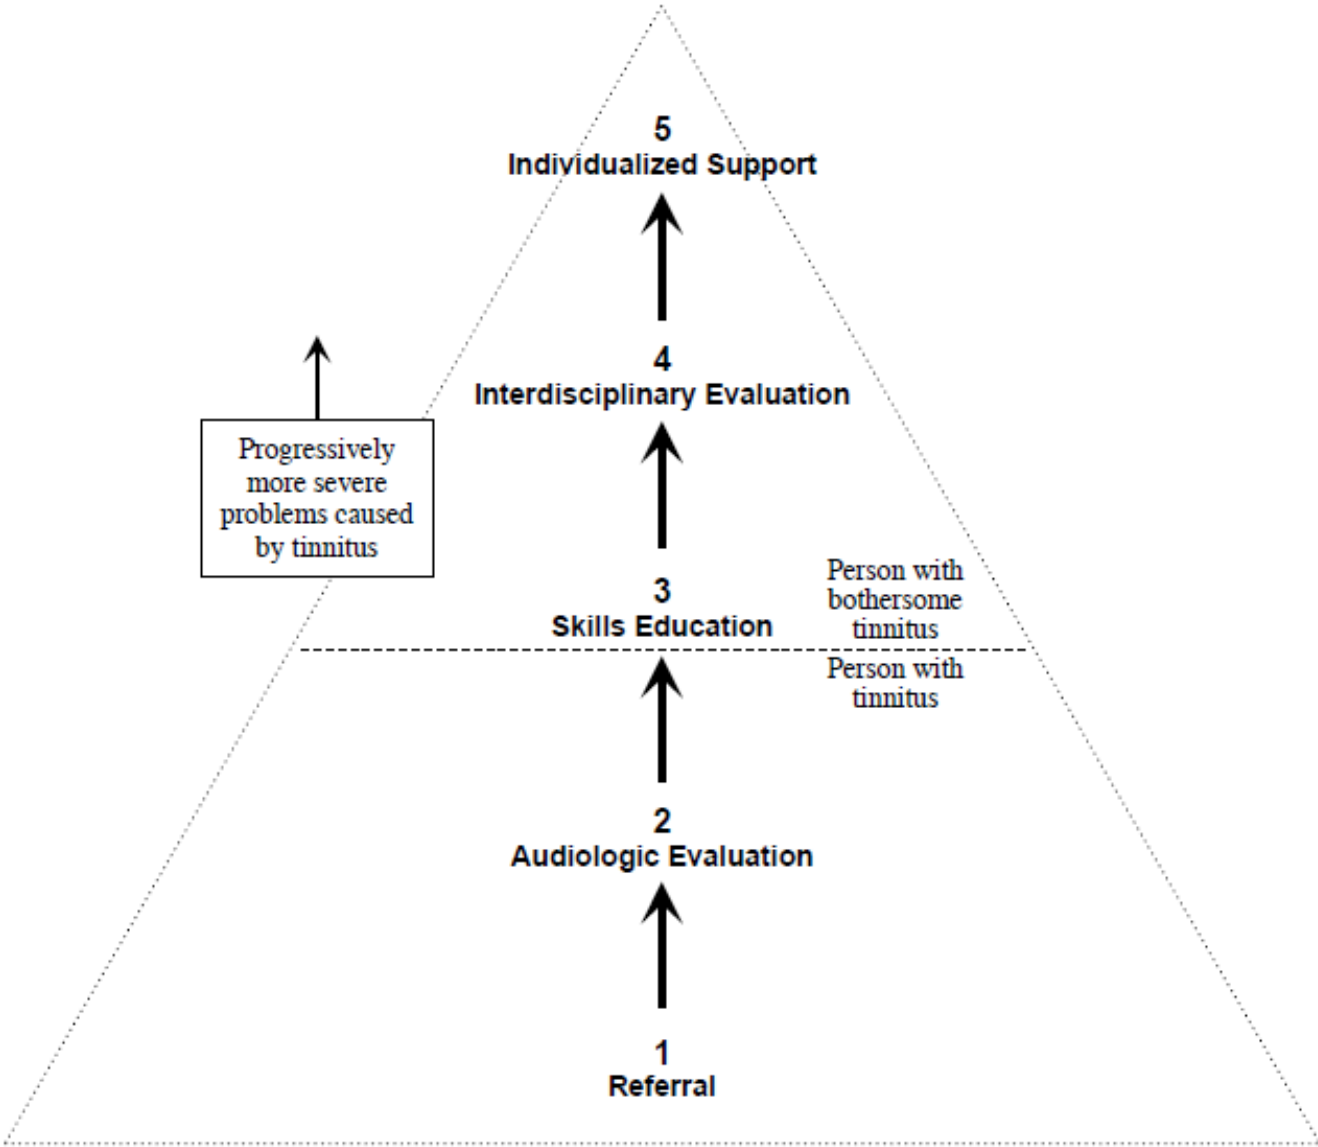 5
Individualized Support
4
Interdisciplinary Evaluation
Progressively
more severe
problems caused
by tinnitus
3
Skills Education
Person with
bothersome
tinnitus
Person with
tinnitus
2
Audiologic Evaluation
1
Referral